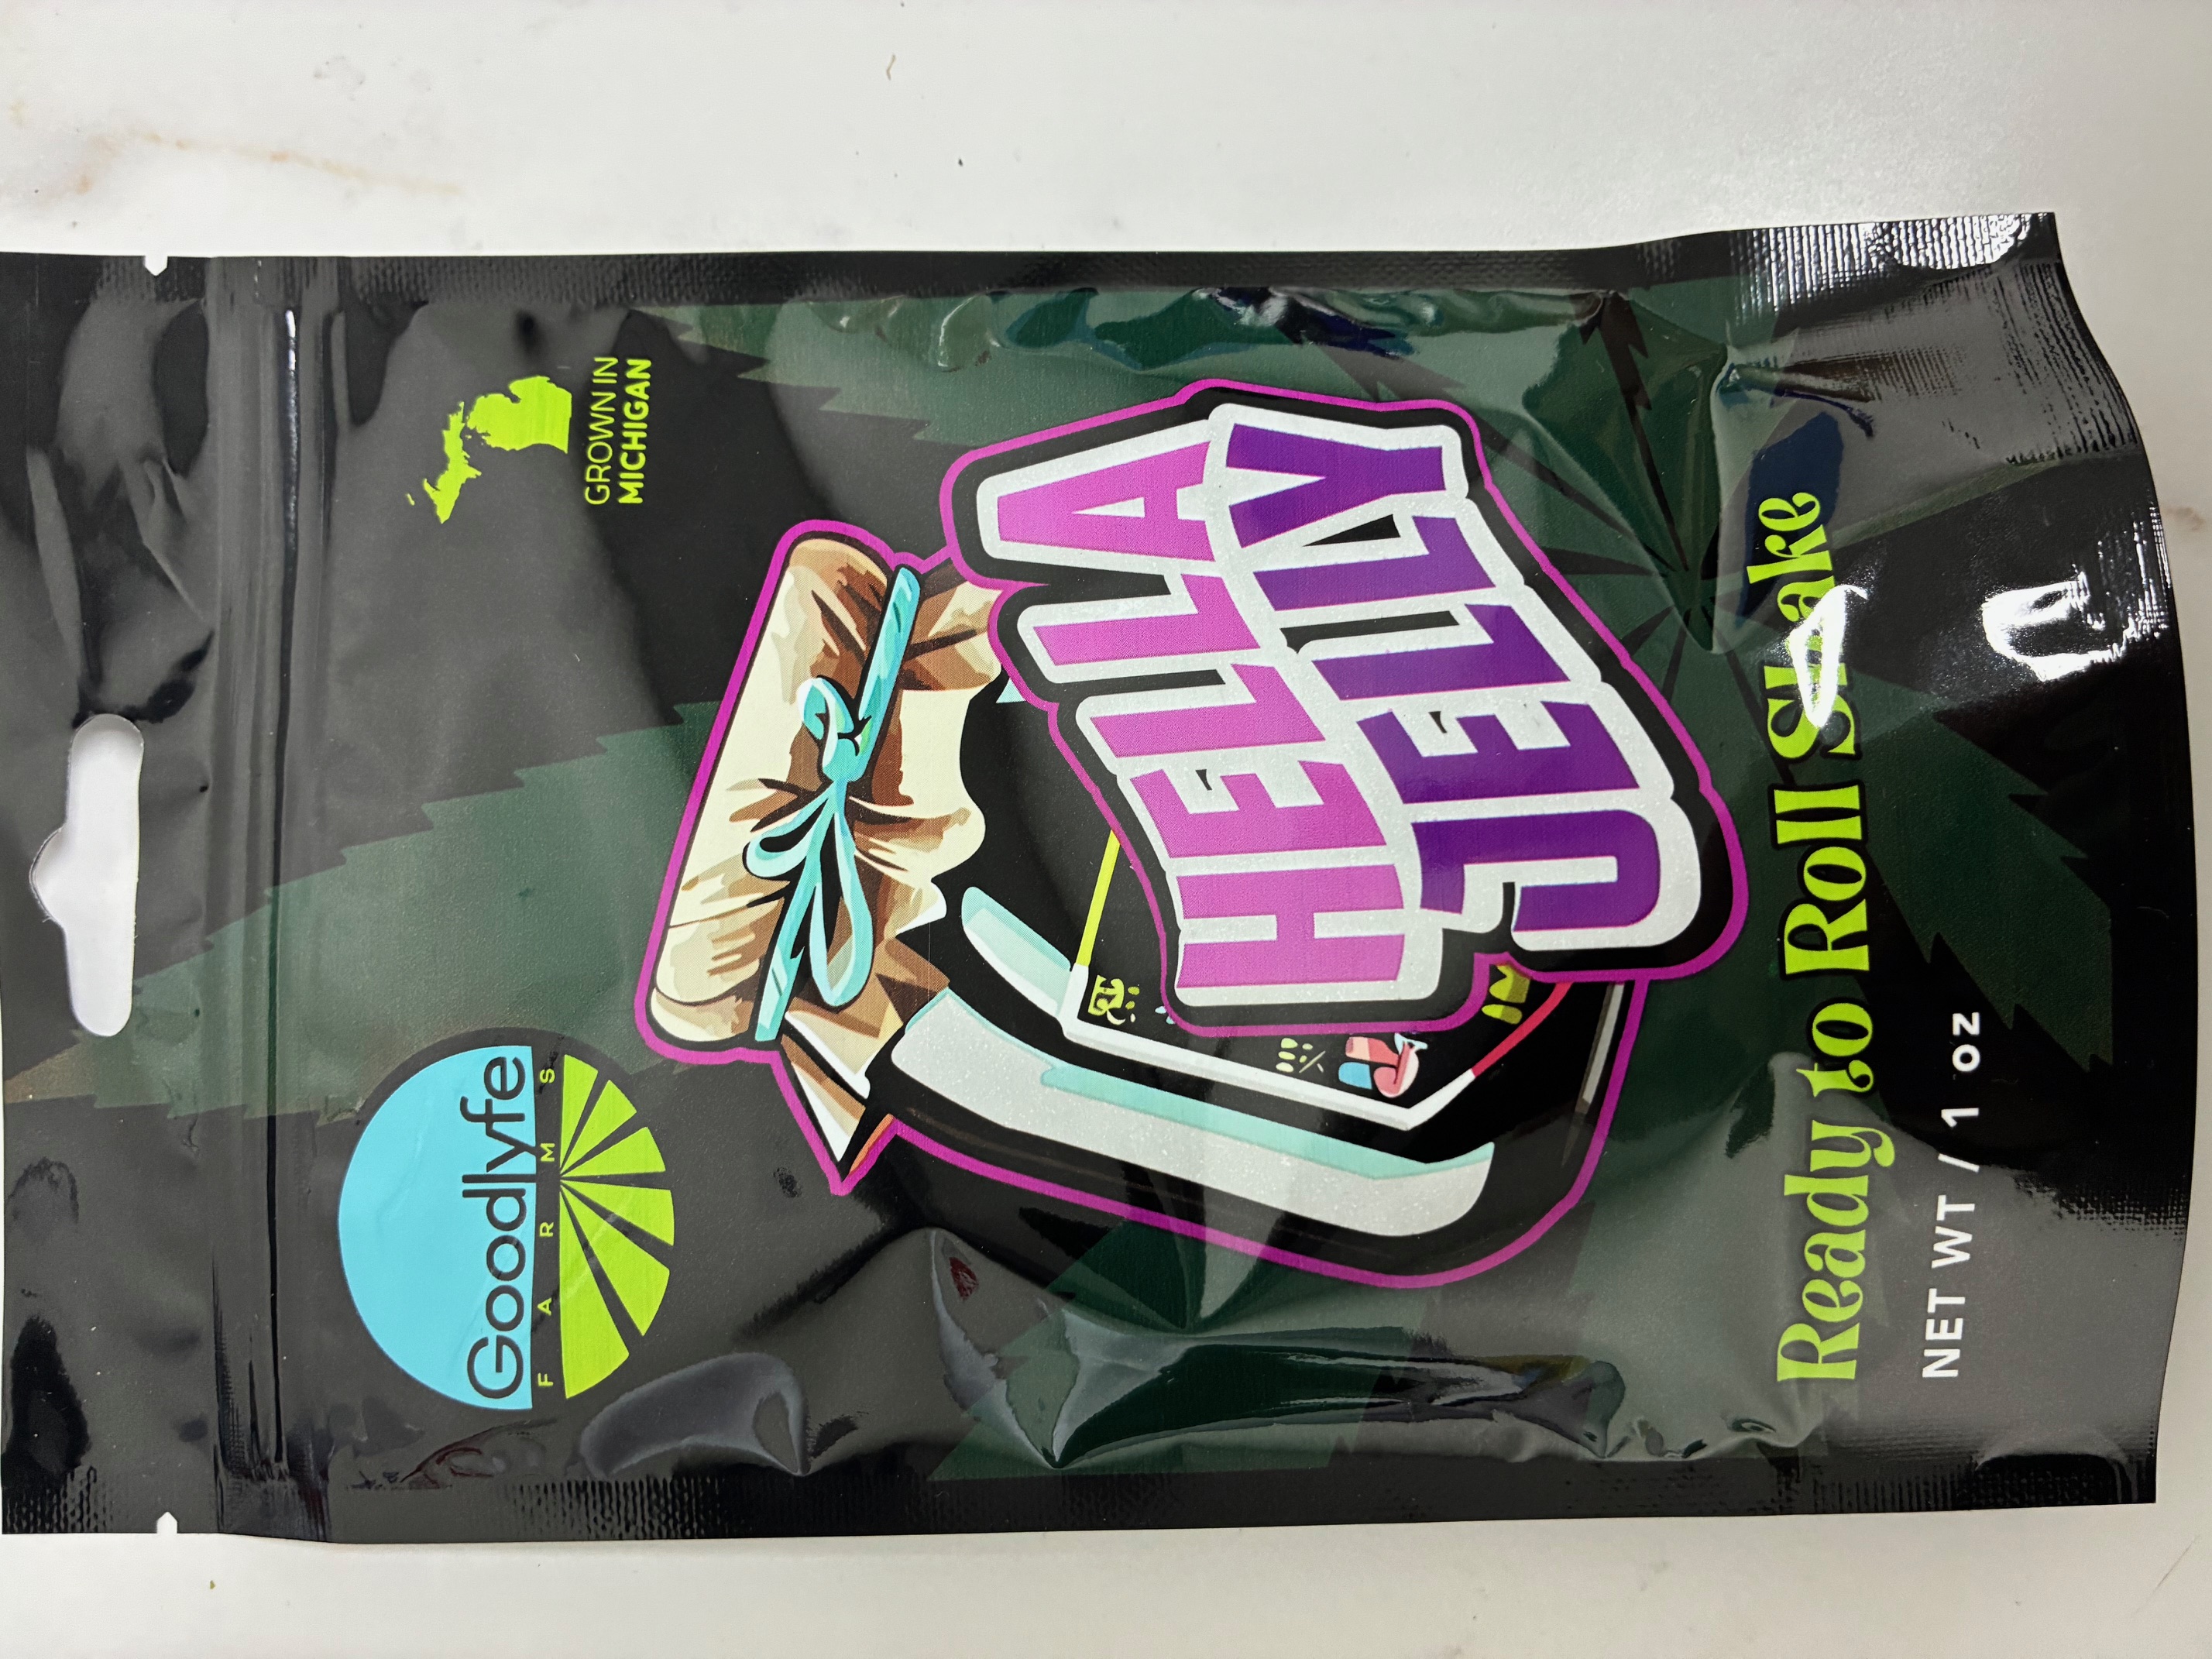 Goodlyfe
FARMS
GROWN IN
MICHIGAN
HELLA
JELLY
Ready to Roll Shake
NET WT / 1 oz